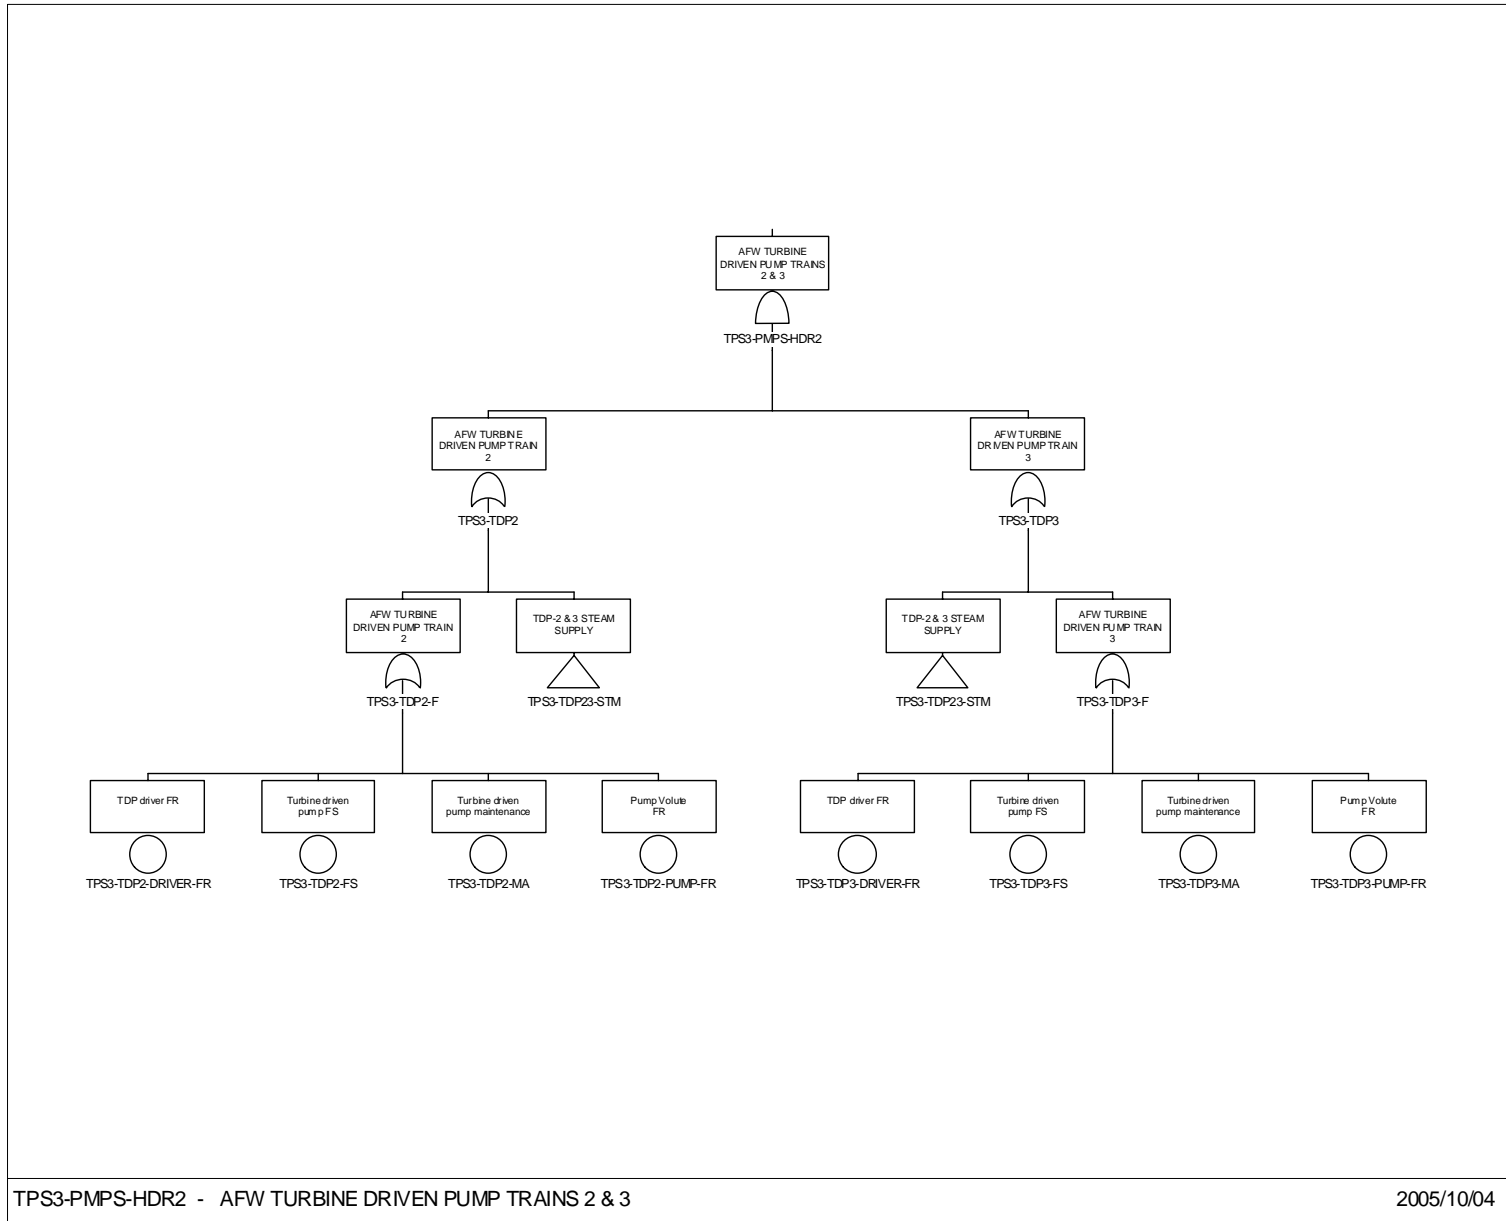 AFW TURBINE
DRIVEN PUMP TRAINS
2 & 3
TPS3-PMPS-HDR2
AFW TURBINE
DRIVEN PUMP TRAIN
2
TPS3-TDP2
AFW TURBINE
DRIVEN PUMP TRAIN
3
TPS3-TDP3
AFW TURBINE
DRIVEN PUMP TRAIN
2
TPS3-TDP2-F
TDP-2 & 3 STEAM
SUPPLY
TPS3-TDP23-STM
TDP-2 & 3 STEAM
SUPPLY
TPS3-TDP23-STM
AFW TURBINE
DRIVEN PUMP TRAIN
3
TPS3-TDP3-F
TDP driver FR
TPS3-TDP2-DRIVER-FR
Turbine driven
pump FS
TPS3-TDP2-FS
Turbine driven
pump maintenance
TPS3-TDP2-MA
Pump Volute
FR
TPS3-TDP2-PUMP-FR
TDP driver FR
TPS3-TDP3-DRIVER-FR
Turbine driven
pump FS
TPS3-TDP3-FS
Turbine driven
pump maintenance
TPS3-TDP3-MA
Pump Volute
FR
TPS3-TDP3-PUMP-FR
TPS3-PMPS-HDR2 - AFW TURBINE DRIVEN PUMP TRAINS 2 & 3
2005/10/04